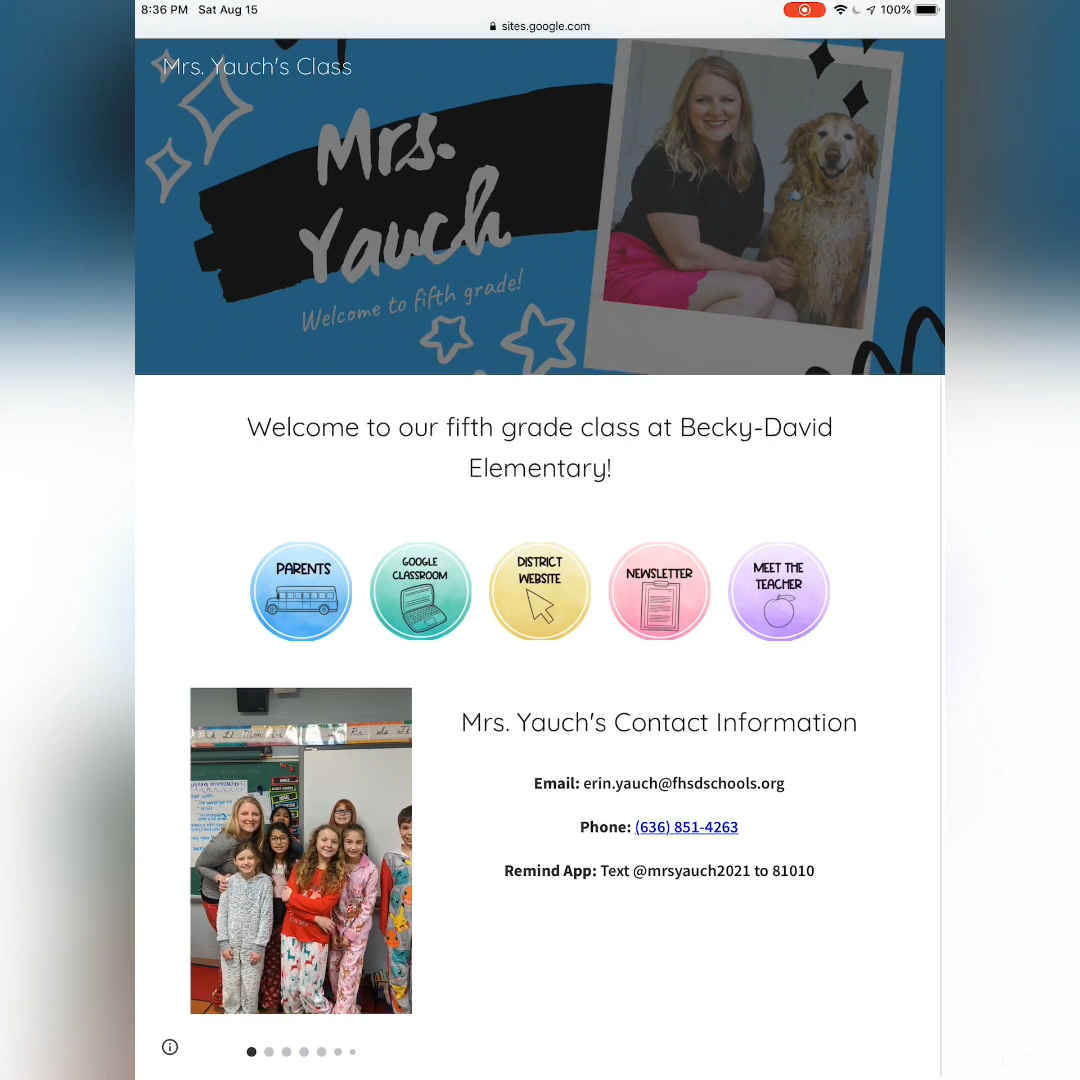 8:36 PM Sat Aug 15
100%
sites.google.com
Mrs. Yauch's Class
Mrs.
Yauch
Welcome to fifth grade!
Welcome to our fifth grade class at Becky-David
Elementary!
PARENTS
GOOGLE
CLASSROOM
DISTRICT
WEBSITE
NEWSLETTER
MEET THE
TEACHER
Mrs. Yauch's Contact Information
Email: erin.yauch@fhsdschools.org
Phone: (636) 851-4263
Remind App: Text @mrsyauch2021 to 81010